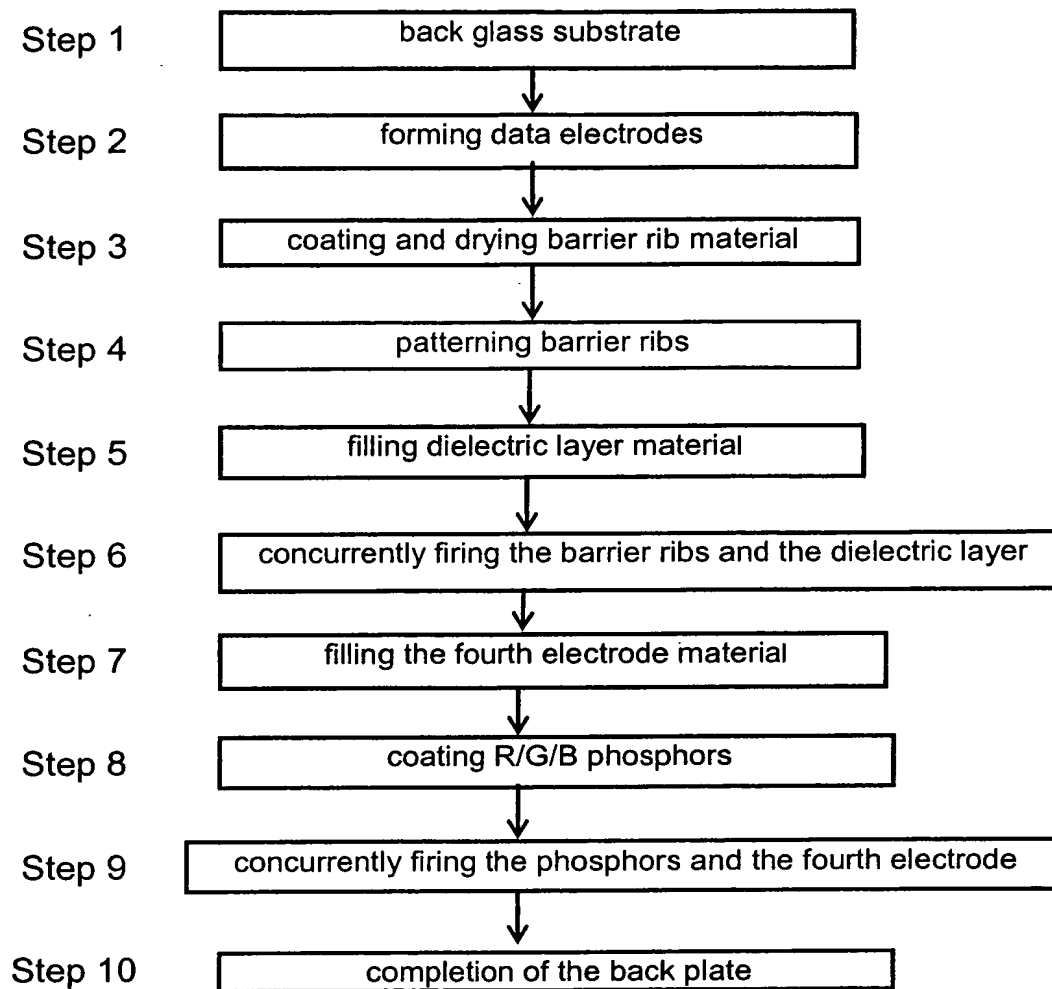 Step 1 back glass substrate
Step 2 forming data electrodes
Step 3 coating and drying barrier rib material
Step 4 patterning barrier ribs
Step 5 filling dielectric layer material
Step 6 concurrently firing the barrier ribs and the dielectric layer
Step 7 filling the fourth electrode material
Step 8 coating R/G/B phosphors
Step 9 concurrently firing the phosphors and the fourth electrode
Step 10 completion of the back plate